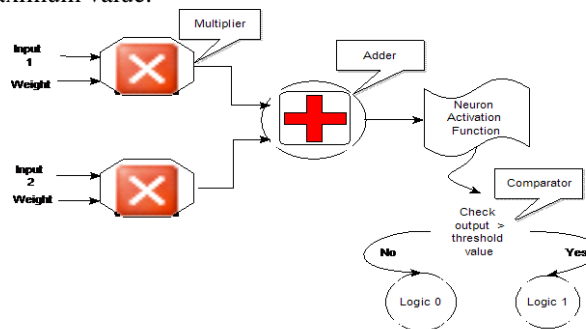 Multiplier
Input
1
Weight
Adder
Neuron
Activation
Function
Input
2
Weight
Comparator
Check
output >
threshold
value
No
Yes
Logic 0
Logic 1